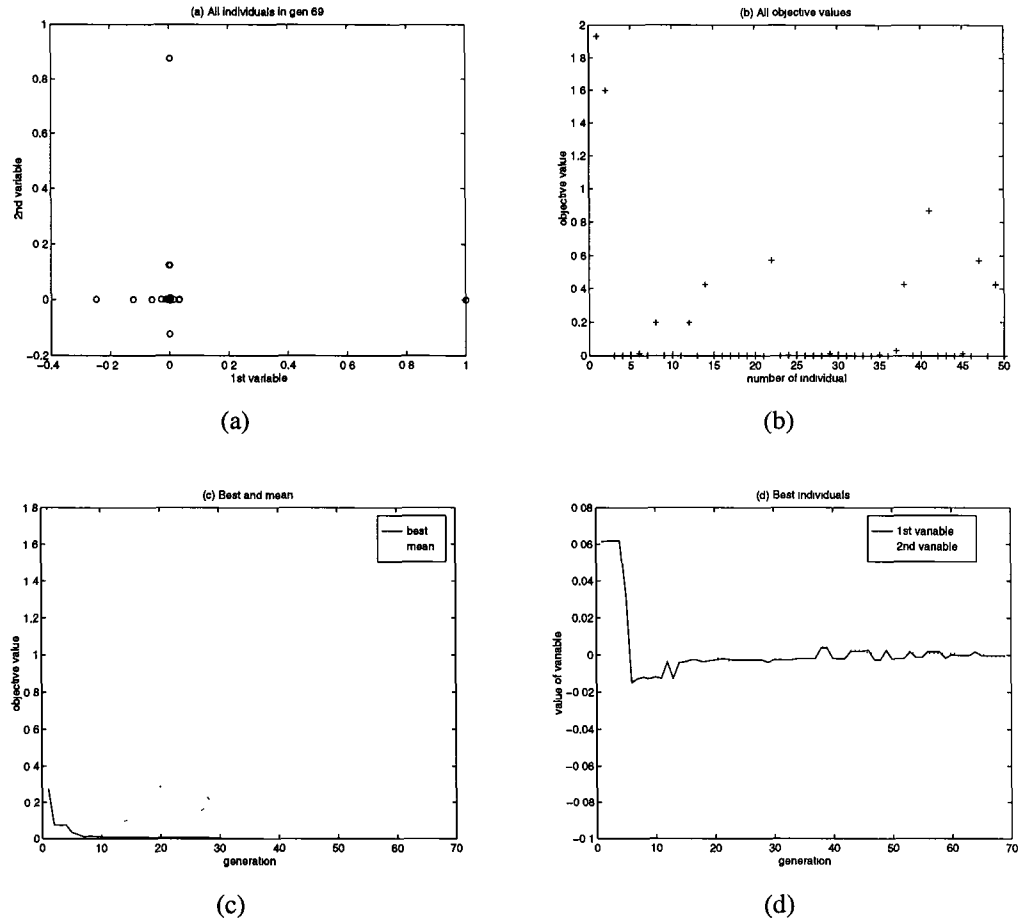 (a) All individuals in gen 69
1
0.8
0.6
0.4
0.2
0
-0.2
-0.4 -0.2 0 0.2 0.4 0.6 0.8 1
2nd variable
1st variable
(a)
(b) All objective values
2
1 8
1 6
1 4
1 2
1
0 8
0 6
0 4
0.2
0
0 5 10 15 20 25 30 35 40 45 50
objective value
number of individual
(b)
(c) Best and mean
1 8
1 6
1 4
1 2
1
0 8
0 6
0 4
0 2
0
0 10 20 30 40 50 60 70
objective value
generation
best
mean
(c)
(d) Best individuals
0 08
0.06
0.04
0.02
0
-0 02
-0 04
-0 06
-0 08
-0 1
0 10 20 30 40 50 60 70
value of vanable
generation
1st vanable
2nd vanable
(d)